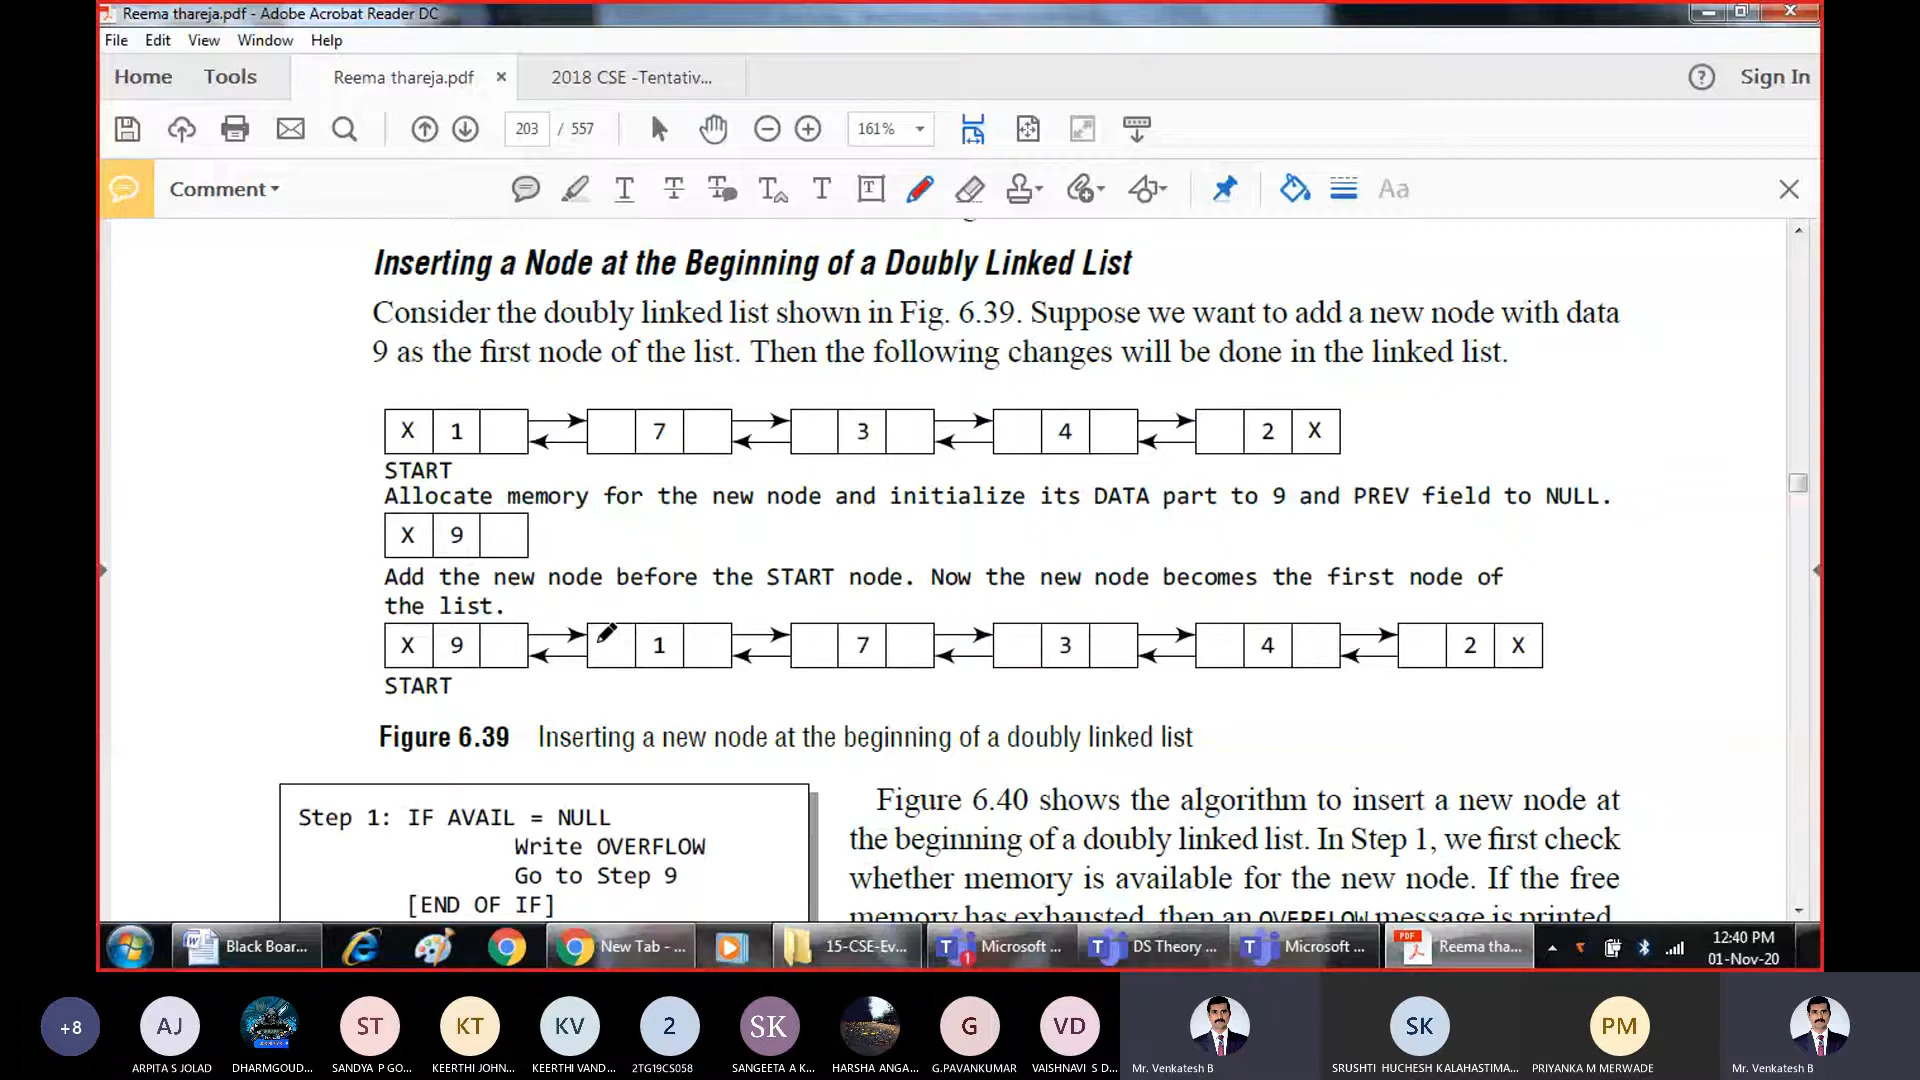 Reema thareja.pdf - Adobe Acrobat Reader DC
File Edit View Window Help
Home Tools Reema thareja.pdf × 2018 CSE -Tentativ... ? Sign In
203 / 557 161%
Comment T T T T T T Aa
Inserting a Node at the Beginning of a Doubly Linked List
Consider the doubly linked list shown in Fig. 6.39. Suppose we want to add a new node with data
9 as the first node of the list. Then the following changes will be done in the linked list.
X 1 7 3 4 2 X
START
Allocate memory for the new node and initialize its DATA part to 9 and PREV field to NULL.
X 9
Add the new node before the START node. Now the new node becomes the first node of
the list.
X 9 1 7 3 4 2 X
START
Figure 6.39 Inserting a new node at the beginning of a doubly linked list
Step 1: IF AVAIL = NULL
Write OVERFLOW
Go to Step 9
[END OF IF]
Figure 6.40 shows the algorithm to insert a new node at
the beginning of a doubly linked list. In Step 1, we first check
whether memory is available for the new node. If the free
memory has exhausted, then an OVERFLOW message is printed
Black Boar... New Tab - ... 15-CSE-Ev... Microsoft ... DS Theory ... Microsoft ... Reema tha... 12:40 PM
01-Nov-20
+8 AJ ST KT KV 2 SK G VD SK PM
ARPITA S JOLAD DHARMGOUD... SANDYA P GO... KEERTHI JOHN... KEERTHI VAND... 2TG19CS058 SANGEETA A K... HARSHA ANGA... G.PAVANKUMAR VAISHNAVI S D... Mr. Venkatesh B SRUSHTI HUCHESH KALAHASTIMA... PRIYANKA M MERWADE Mr. Venkatesh B